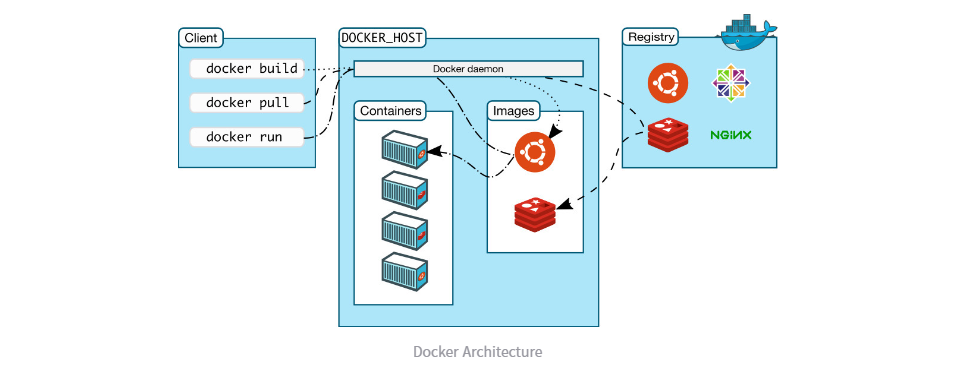 Client
docker build
docker pull
docker run
DOCKER_HOST
Docker daemon
Containers
Images
Registry
NGINX
Docker Architecture